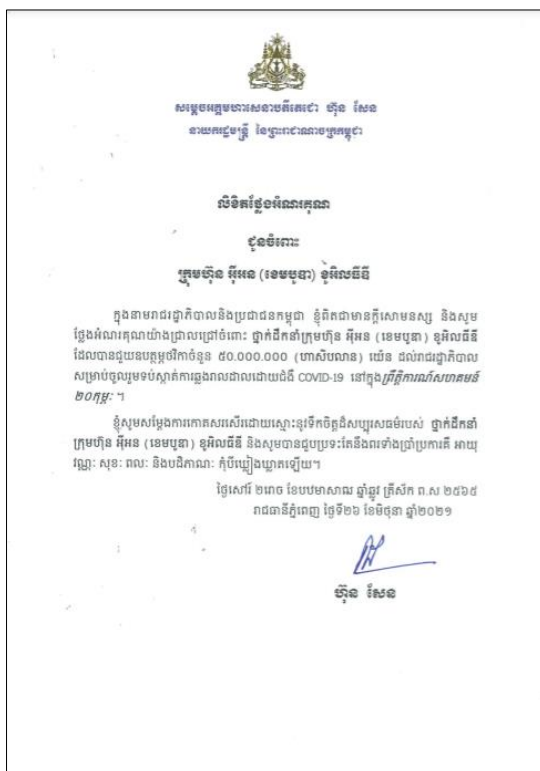 សម្តេចអគ្គមហាសេនាបតីតេជោ ហ៊ុន សែន
នាយករដ្ឋមន្ត្រី នៃព្រះរាជាណាចក្រកម្ពុជា
លិខិតថ្លែងអំណរគុណ
ជូនចំពោះ
ក្រុមហ៊ុន អ៊ីអន (ខេមបូឌា) ខូអិលធីឌី
ក្នុងនាមរាជរដ្ឋាភិបាលនិងប្រជាជនកម្ពុជា ខ្ញុំពិតជាមានក្តីសោមនស្ស និងសូម
ថ្លែងអំណរគុណយ៉ាងជ្រាលជ្រៅចំពោះ ថ្នាក់ដឹកនាំក្រុមហ៊ុន អ៊ីអន (ខេមបូឌា) ខូអិលធីឌី
ដែលបានជួយឧបត្ថម្ភថវិកាចំនួន ៥០.០០០.០០០ (ហាសិបលាន) យ៉េន ដល់រាជរដ្ឋាភិបាល
សម្រាប់ចូលរួមទប់ស្កាត់ការឆ្លងរាលដាលដោយជំងឺ COVID-19 នៅក្នុងព្រឹត្តិការណ៍សហគមន៍
២០កុម្ភៈ ។
ខ្ញុំសូមសម្តែងការកោតសរសើរដោយស្មោះនូវទឹកចិត្តដ៏សប្បុរសធម៌របស់ ថ្នាក់ដឹកនាំ
ក្រុមហ៊ុន អ៊ីអន (ខេមបូឌា) ខូអិលធីឌី និងសូមបានជួបប្រទះតែនឹងពរទាំងប្រាំប្រការគឺ អាយុ
វណ្ណៈ សុខៈ ពលៈ និងបដិភាណៈ កុំបីឃ្លៀងឃ្លាតឡើយ។
ថ្ងៃសៅរ៍ ២រោច ខែបឋមាសាឍ ឆ្នាំឆ្លូវ ត្រីស័ក ព.ស ២៥៦៥
រាជធានីភ្នំពេញ ថ្ងៃទី២៦ ខែមិថុនា ឆ្នាំ២០២១
ហ៊ុន សែន